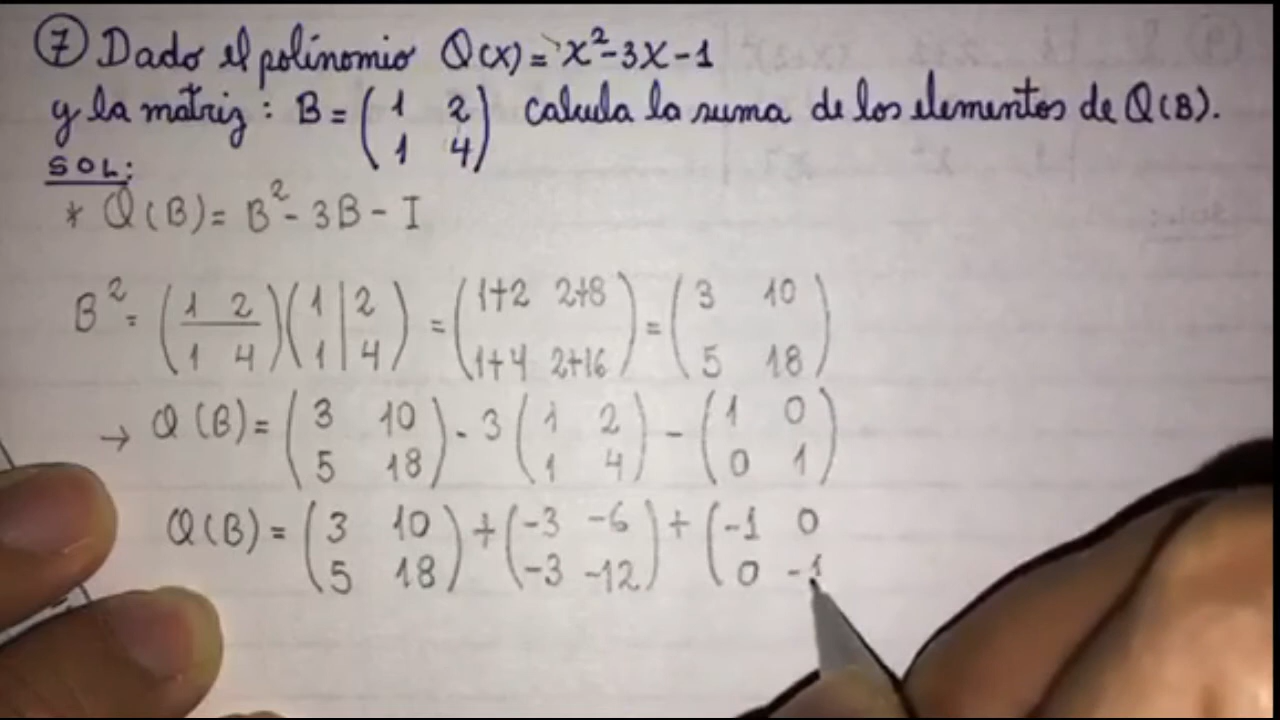 7 Dado el polinomio Q(x) = x² - 3x - 1
y la matriz: B = (1 2
1 4) calcula la suma de los elementos de Q(B).
SOL:
* Q(B) = B² - 3B - I
B² = (1 2
1 4)(1 | 2
1 | 4) = (1+2 2+8
1+4 2+16) = (3 10
5 18)
→ Q(B) = (3 10
5 18) - 3(1 2
1 4) - (1 0
0 1)
Q(B) = (3 10
5 18) + (-3 -6
-3 -12) + (-1 0
0 -1